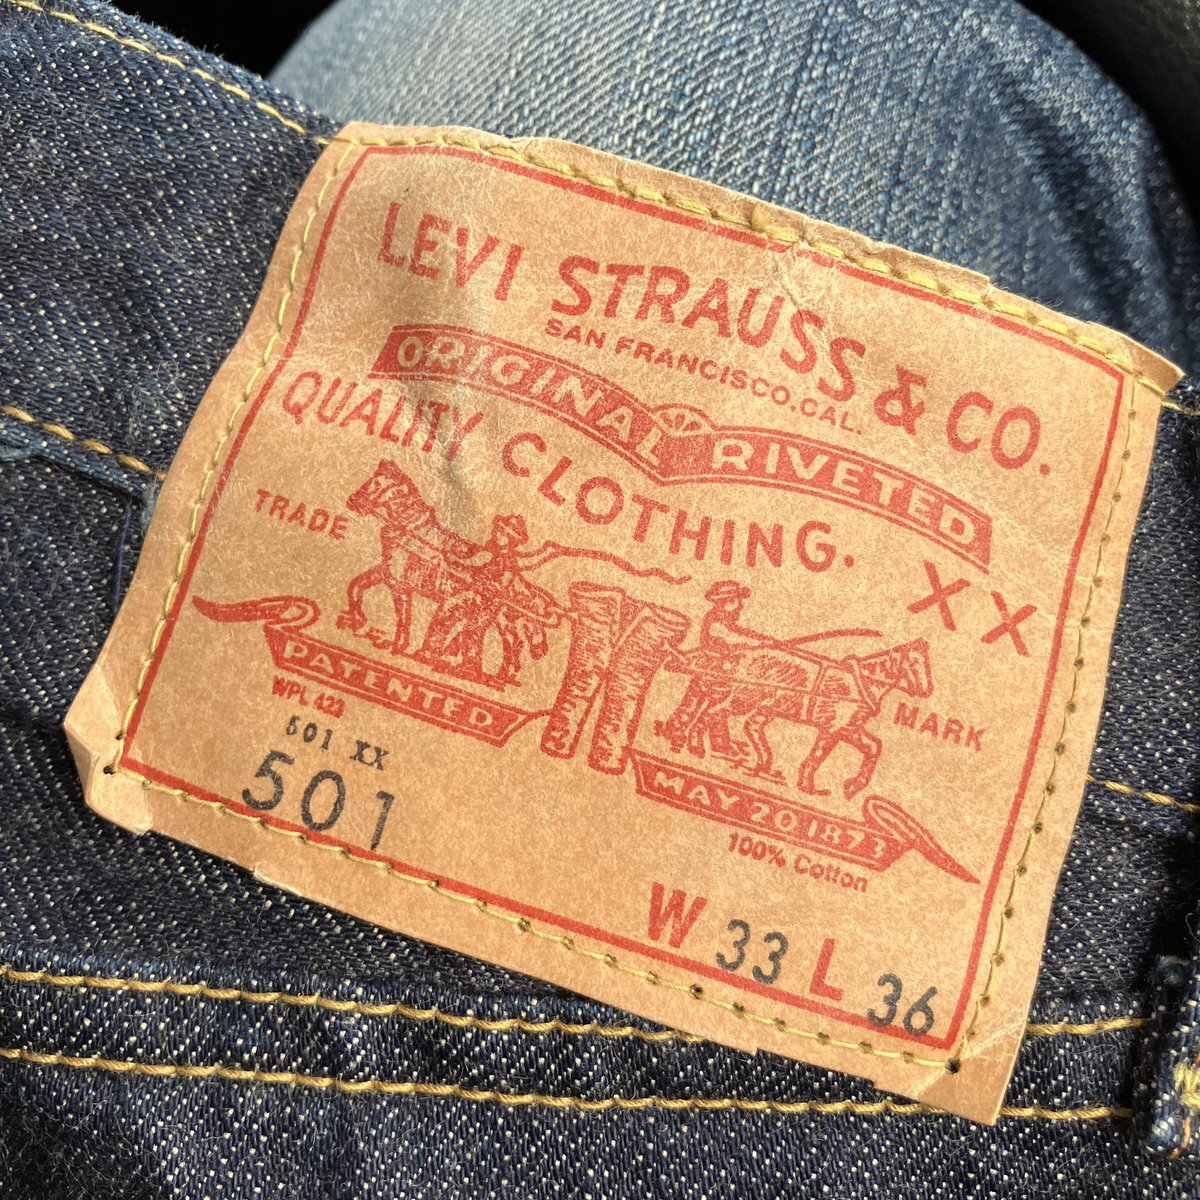 LEVI STRAUSS & CO.
SAN FRANCISCO, CAL.
ORIGINAL RIVETED
QUALITY CLOTHING.
TRADE
XX
MARK
PATENTED
MAY 20 1873
WPL 423
501 XX
501
100% Cotton
W 33 L 36